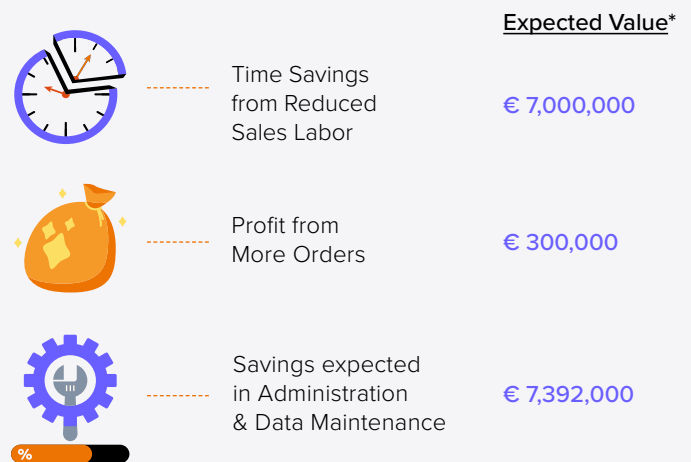 Expected Value*
Time Savings
from Reduced
Sales Labor
€ 7,000,000
Profit from
More Orders
€ 300,000
Savings expected
in Administration
& Data Maintenance
€ 7,392,000
%